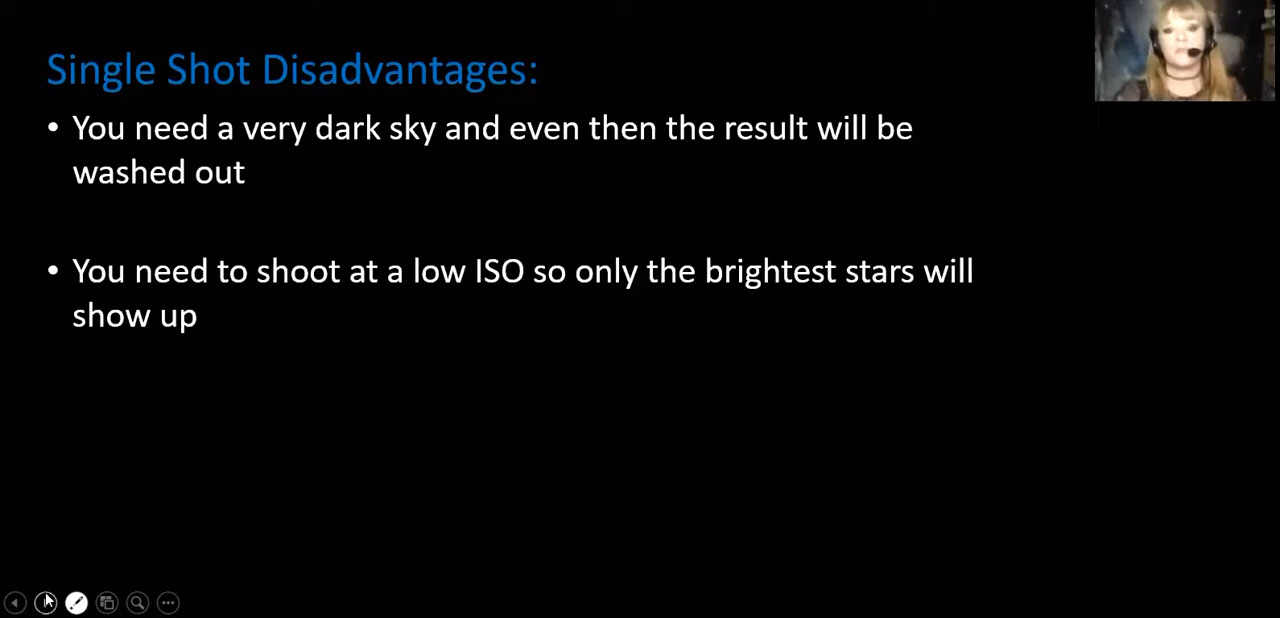 Single Shot Disadvantages:
• You need a very dark sky and even then the result will be
washed out
• You need to shoot at a low ISO so only the brightest stars will
show up